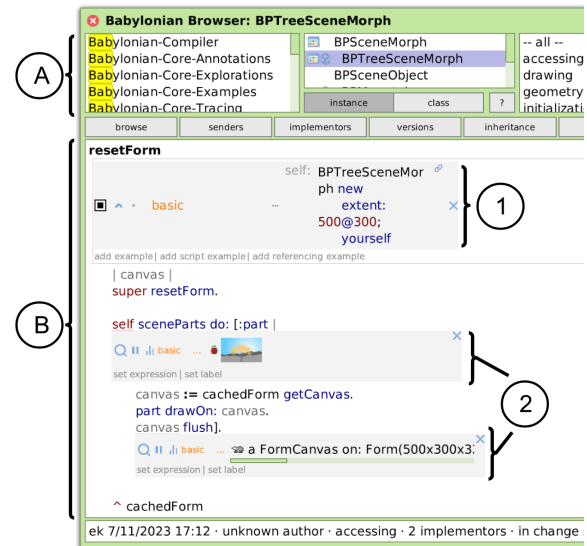 Babylonian Browser: BPTreeSceneMorph
A
Babylonian-Compiler
Babylonian-Core-Annotations
Babylonian-Core-Explorations
Babylonian-Core-Examples
Babylonian-Core-Tracing
BPSceneMorph
BPTreeSceneMorph
BPSceneObject
instance class ?
-- all --
accessing
drawing
geometry
browse senders implementors versions inheritance
B
resetForm
self: BPTreeSceneMor
ph new
extent:
500@300;
yourself
basic ...
1
add example| add script example| add referencing example
| canvas |
super resetForm.
self sceneParts do: [:part |
basic ...
set expression| set label
2
canvas := cachedForm getCanvas.
part drawOn: canvas.
canvas flush].
basic ... a FormCanvas on: Form(500x300x32
set expression| set label
^ cachedForm
ek 7/11/2023 17:12 · unknown author · accessing · 2 implementors · in change